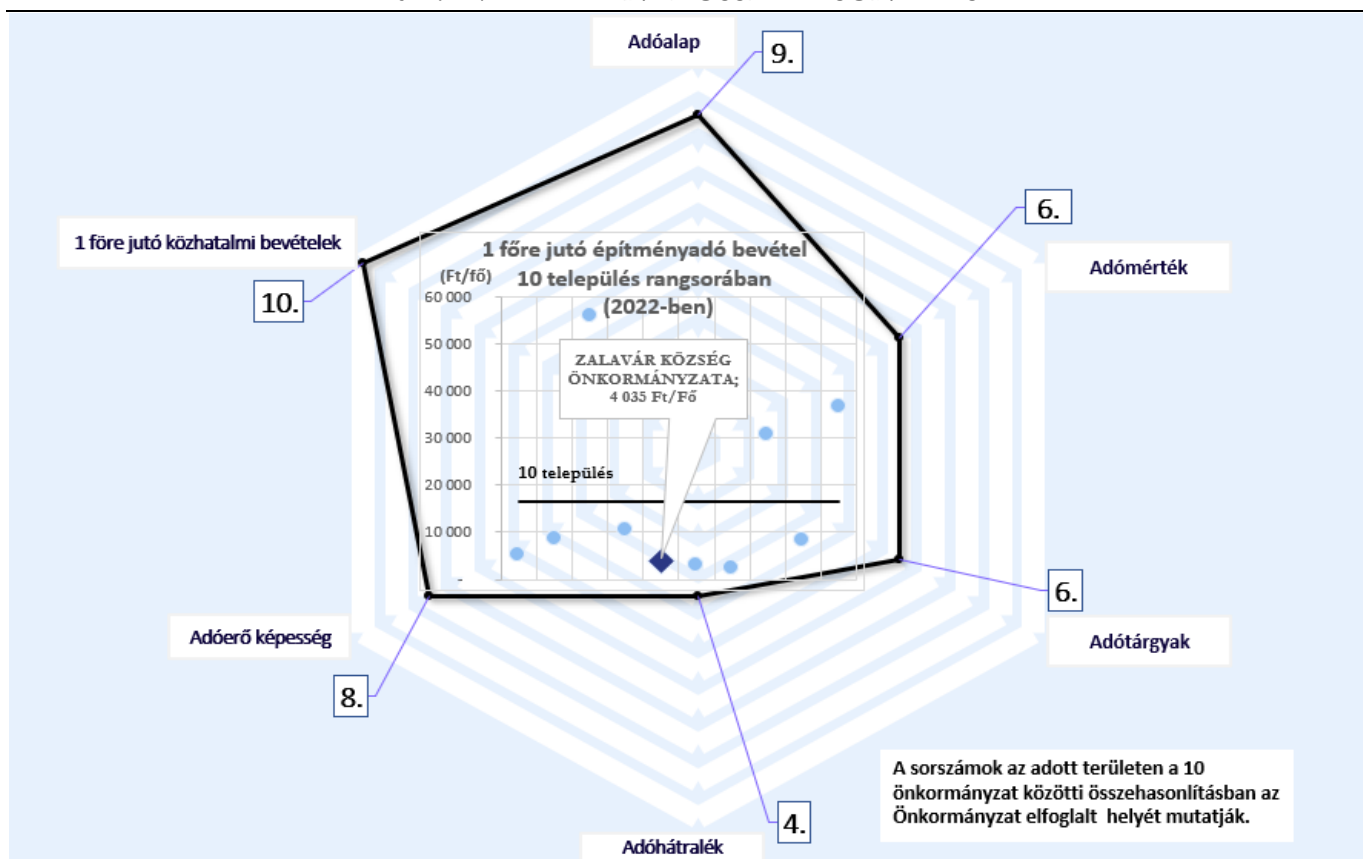 Adóalap
9.
6.
1 före jutó közhatalmi bevételek
Adómérték
10.
1 főre jutó építményadó bevétel
10 település rangsorában
(2022-ben)
(Ft/fő)
60 000
50 000
40 000
30 000
20 000
10 000
-
ZALAVÁR KÖZSÉG
ÖNKORMÁNYZATA;
4 035 Ft/Fő
10 település
6.
Adótárgyak
Adóerő képesség
8.
4.
Adóhátralék
A sorszámok az adott területen a 10
önkormányzat közötti összehasonlításban az
Önkormányzat elfoglalt helyét mutatják.